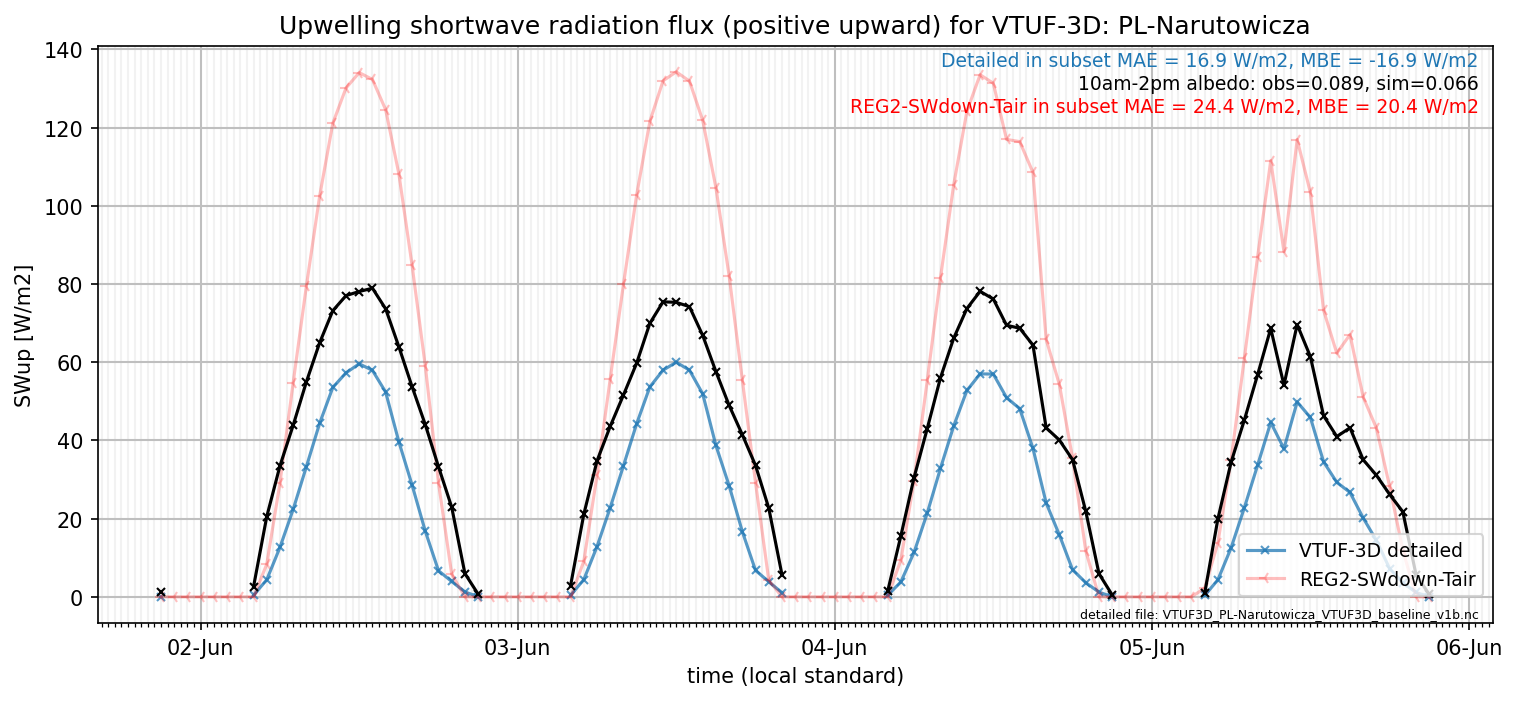 Upwelling shortwave radiation flux (positive upward) for VTUF-3D: PL-Narutowicza
Detailed in subset MAE = 16.9 W/m2, MBE = -16.9 W/m2
10am-2pm albedo: obs=0.089, sim=0.066
REG2-SWdown-Tair in subset MAE = 24.4 W/m2, MBE = 20.4 W/m2
SWup [W/m2]
140
120
100
80
60
40
20
0
VTUF-3D detailed
REG2-SWdown-Tair
detailed file: VTUF3D_PL-Narutowicza_VTUF3D_baseline_v1b.nc
02-Jun 03-Jun 04-Jun 05-Jun 06-Jun
time (local standard)